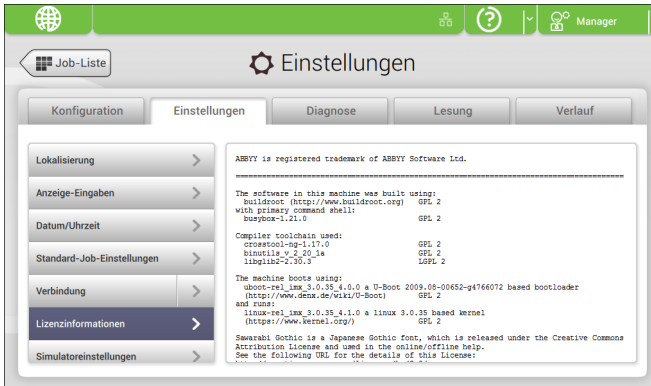 Manager
Job-Liste
Einstellungen
Konfiguration
Einstellungen
Diagnose
Lesung
Verlauf
Lokalisierung
Anzeige-Eingaben
Datum/Uhrzeit
Standard-Job-Einstellungen
Verbindung
Lizenzinformationen
Simulatoreinstellungen
ABBYY is registered trademark of ABBYY Software Ltd.
The software in this machine was built using:
buildroot (http://www.buildroot.org) GPL 2
with primary command shell:
busybox-1.21.0 GPL 2
Compiler toolchain used:
crosstool-ng-1.17.0 GPL 2
binutils_v_2_20_1a GPL 2
libglib2-2.30.3 LGPL 2
The machine boots using:
uboot-rel_imx_3.0.35_4.0.0 a U-Boot 2009.08-00652-g4766072 based bootloader
(http://www.denx.de/wiki/U-Boot) GPL 2
and runs:
linux-rel_imx_3.0.35_4.1.0 a linux 3.0.35 based kernel
(https://www.kernel.org/) GPL 2
Sawarabi Gothic is a Japanese Gothic font, which is released under the Creative Commons
Attribution License and used in the online/offline help.
See the following URL for the details of this License: